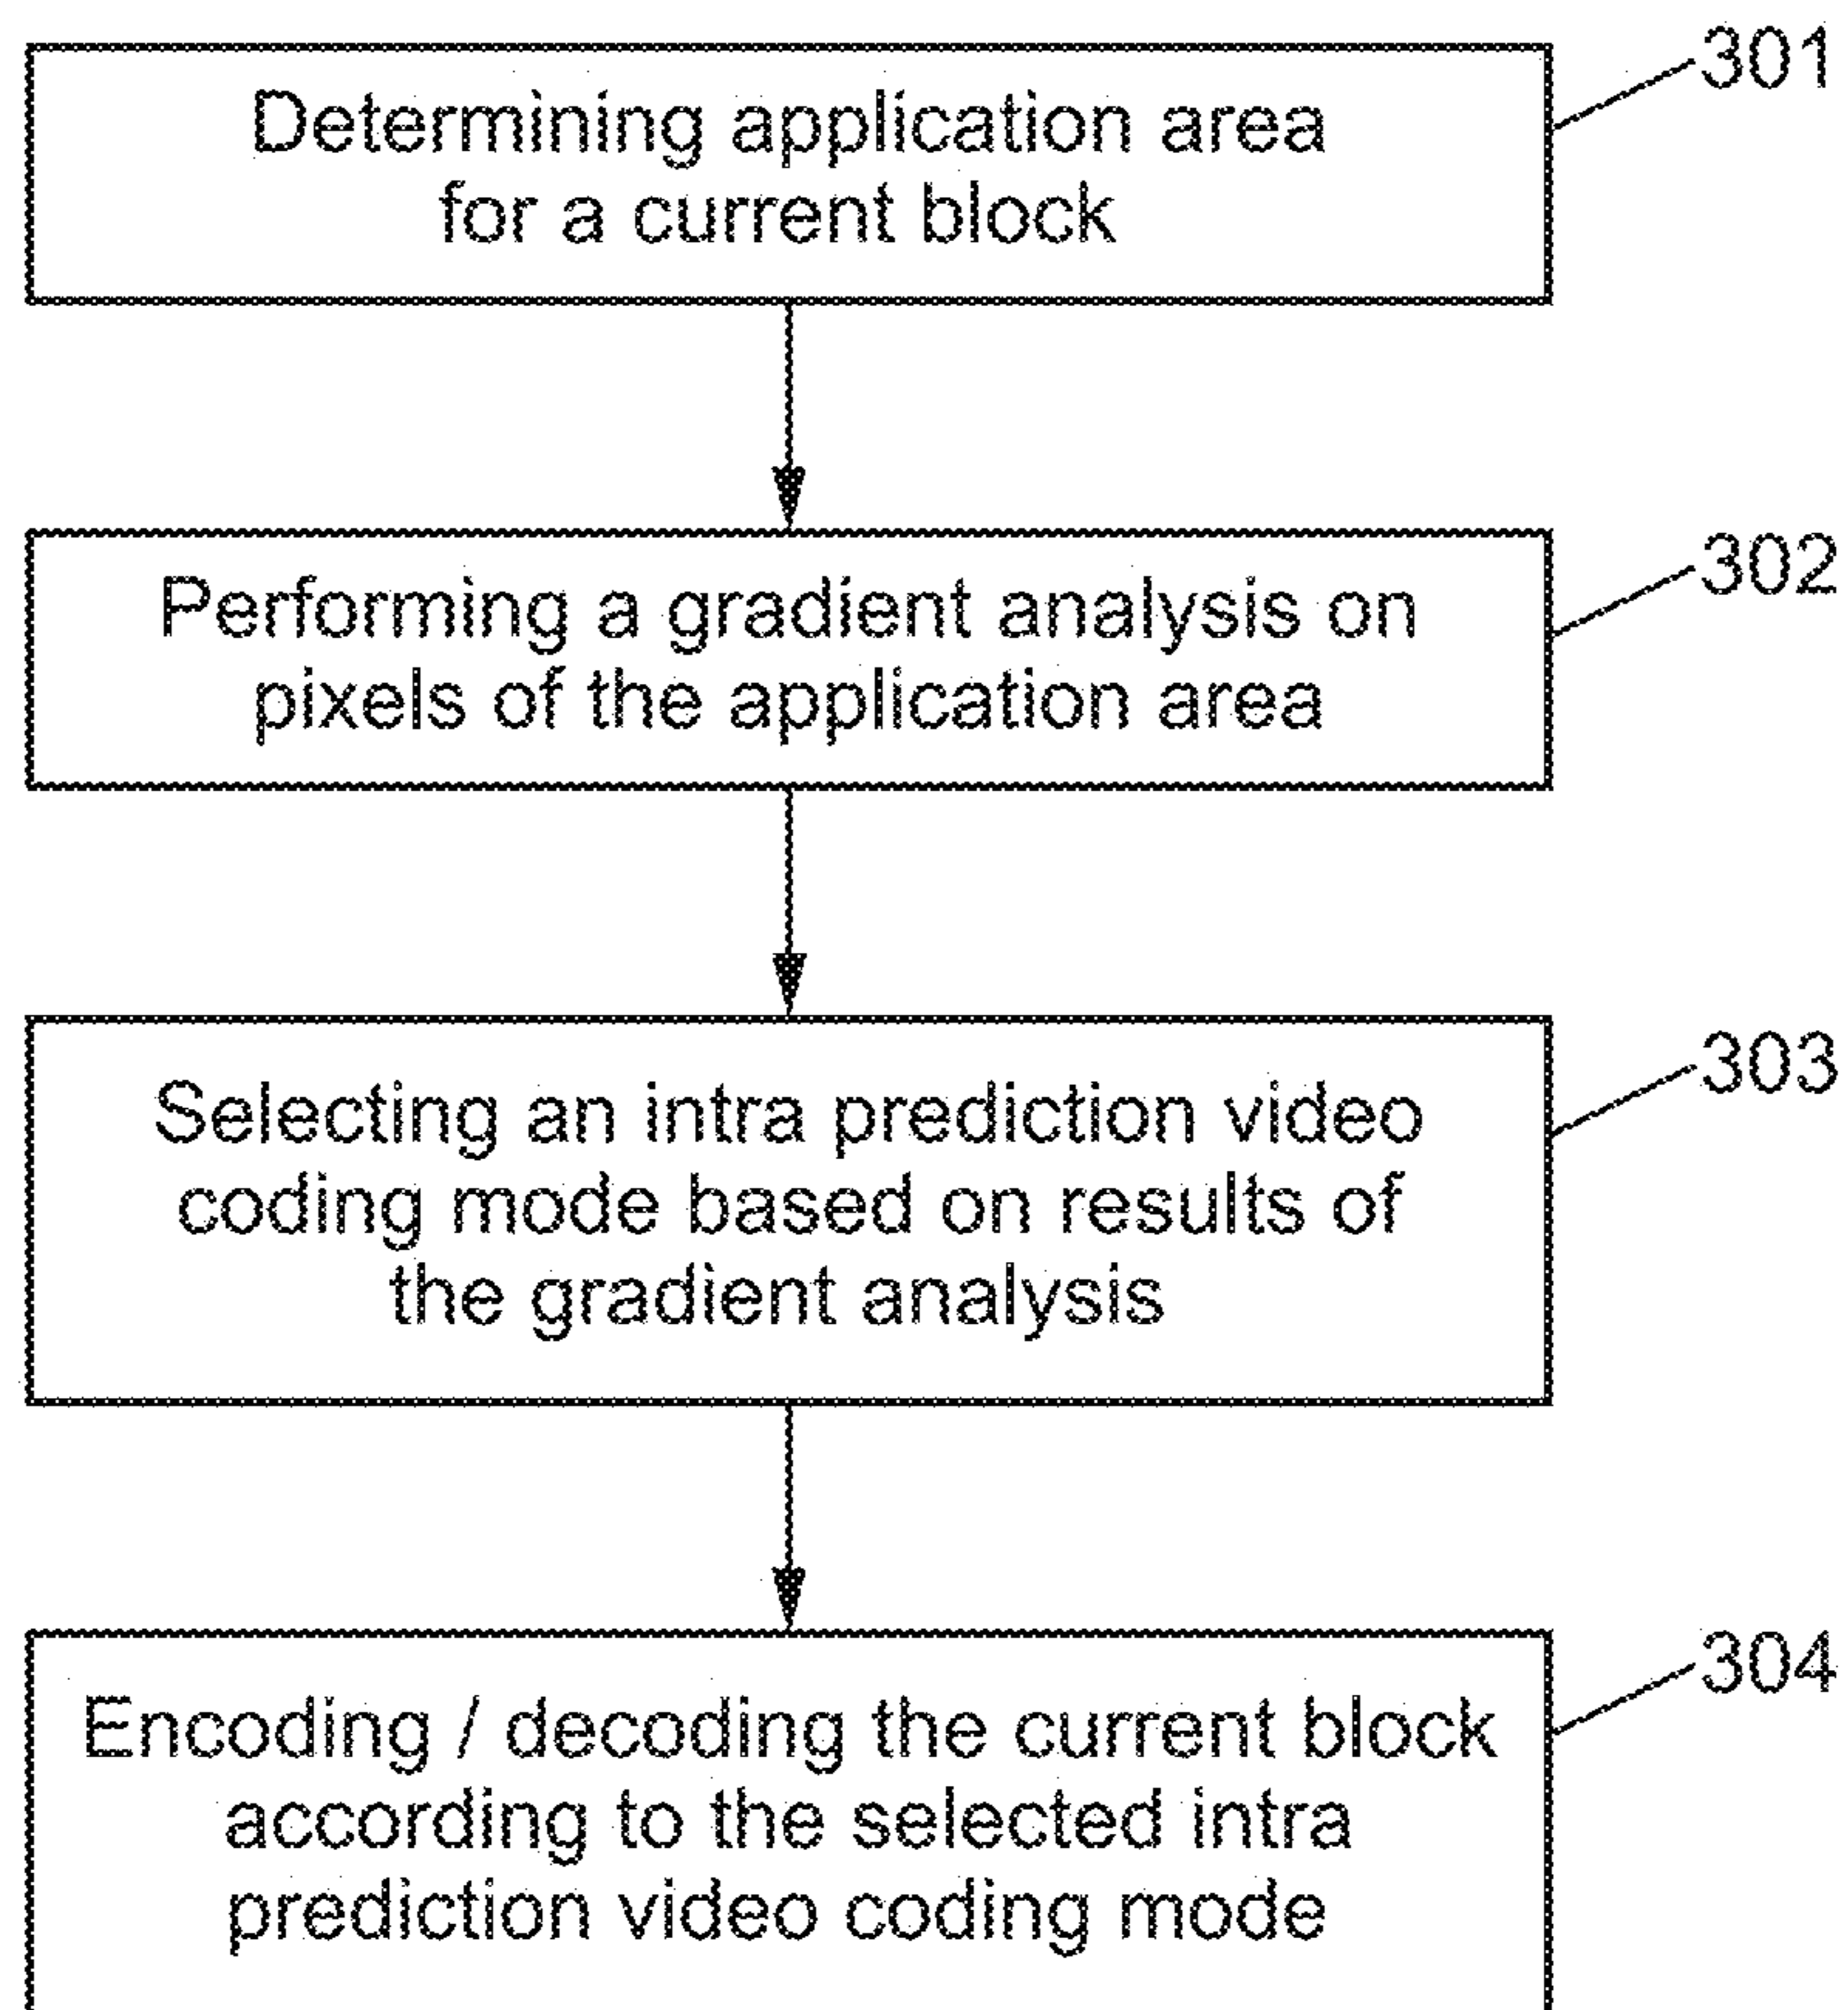 301
Determining application area
for a current block
302
Performing a gradient analysis on
pixels of the application area
303
Selecting an intra prediction video
coding mode based on results of
the gradient analysis
304
Encoding / decoding the current block
according to the selected intra
prediction video coding mode